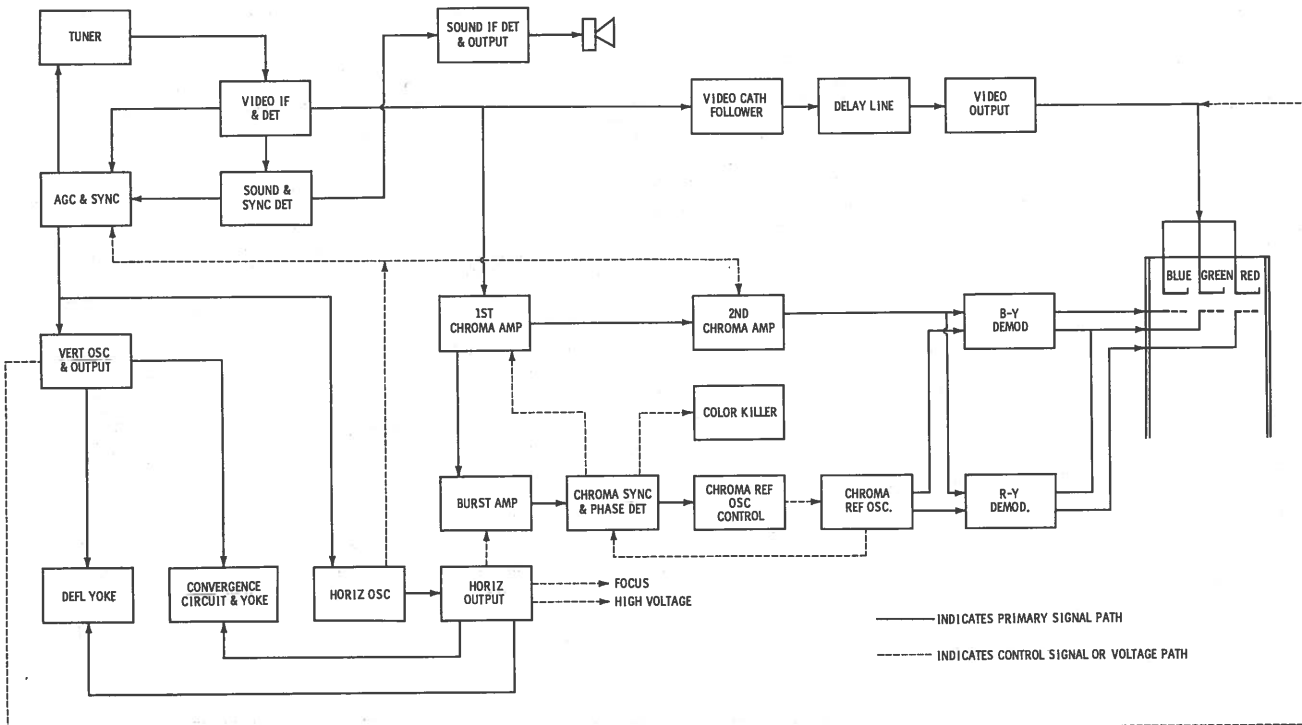 TUNER
SOUND IF DET
& OUTPUT
VIDEO IF
& DET
VIDEO CATH
FOLLOWER
DELAY LINE
VIDEO
OUTPUT
AGC & SYNC
SOUND &
SYNC DET
BLUE GREEN RED
1ST
CHROMA AMP
2ND
CHROMA AMP
B-Y
DEMOD
VERT OSC
& OUTPUT
COLOR KILLER
BURST AMP
CHROMA SYNC
& PHASE DET
CHROMA REF
OSC
CONTROL
CHROMA
REF OSC.
R-Y
DEMOD.
DEFL YOKE
CONVERGENCE
CIRCUIT & YOKE
HORIZ OSC
HORIZ
OUTPUT
FOCUS
HIGH VOLTAGE
INDICATES PRIMARY SIGNAL PATH
INDICATES CONTROL SIGNAL OR VOLTAGE PATH